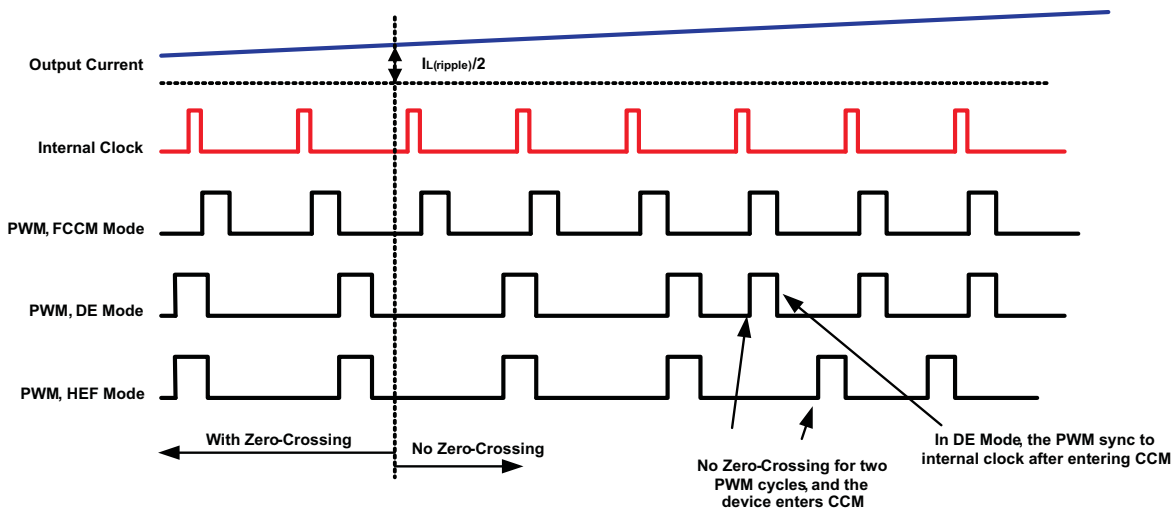 Output Current
IL(ripple)/2
Internal Clock
PWM, FCCM Mode
PWM, DE Mode
PWM, HEF Mode
With Zero-Crossing
No Zero-Crossing
No Zero-Crossing for two
PWM cycles, and the
device enters CCM
In DE Mode, the PWM sync to
internal clock after entering CCM